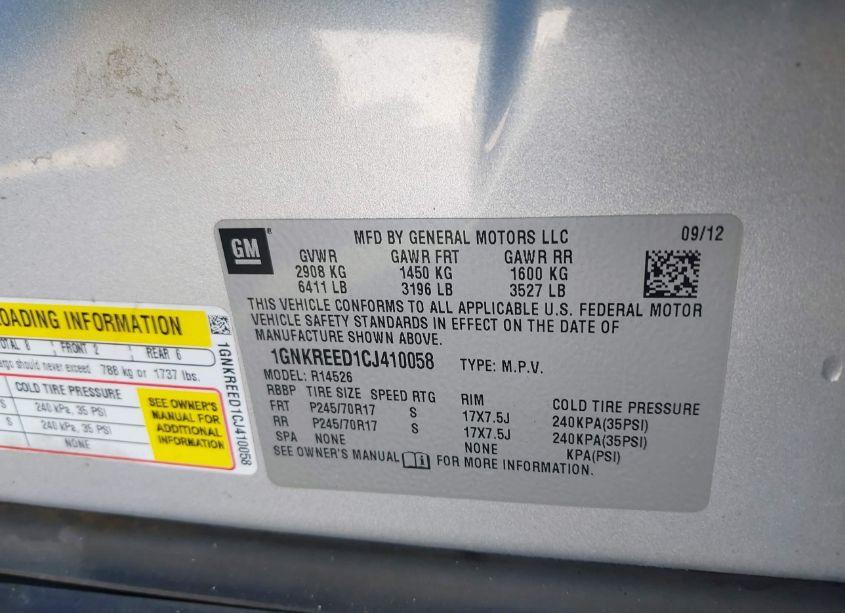 GM
MFD BY GENERAL MOTORS LLC
09/12
GVWR GAWR FRT GAWR RR
2908 KG 1450 KG 1600 KG
6411 LB 3196 LB 3527 LB
THIS VEHICLE CONFORMS TO ALL APPLICABLE U.S. FEDERAL MOTOR
VEHICLE SAFETY STANDARDS IN EFFECT ON THE DATE OF
MANUFACTURE SHOWN ABOVE.
1GNKREED1CJ410058 TYPE: M.P.V.
MODEL: R14526
RBBP TIRE SIZE SPEED RTG RIM COLD TIRE PRESSURE
FRT P245/70R17 S 17X7.5J 240KPA(35PSI)
RR P245/70R17 S 17X7.5J 240KPA(35PSI)
SPA NONE NONE KPA(PSI)
SEE OWNER'S MANUAL FOR MORE INFORMATION.
OADING INFORMATION
OTAL 8 FRONT 2 REAR 6
argo should never exceed 788 kg or 1737 lbs.
COLD TIRE PRESSURE
S 240 kPa, 35 PSI
S 240 kPa, 35 PSI
NONE
SEE OWNER'S
MANUAL FOR
ADDITIONAL
INFORMATION
1GNKREED1CJ410058